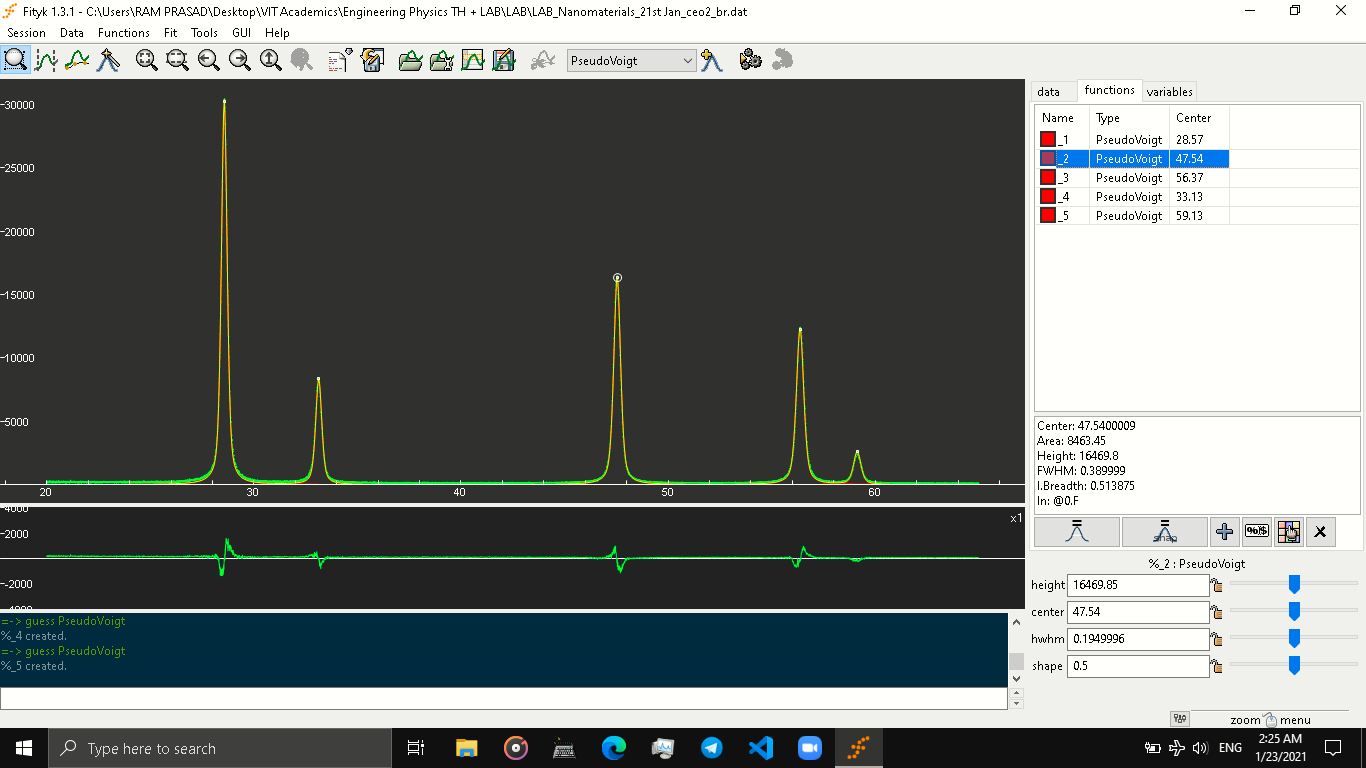 Fityk 1.3.1 - C:\Users\RAM PRASAD\Desktop\VIT Academics\Engineering Physics TH + LAB\LAB\LAB_Nanomaterials_21st Jan_ceo2_br.dat
Session Data Functions Fit Tools GUI Help
PseudoVoigt
30000
25000
20000
15000
10000
5000
20 30 40 50 60
4000
x1
2000
-2000
-4000
=-> guess PseudoVoigt
%_4 created.
=-> guess PseudoVoigt
%_5 created.
data functions variables
Name Type Center
_1 PseudoVoigt 28.57
_2 PseudoVoigt 47.54
_3 PseudoVoigt 56.37
_4 PseudoVoigt 33.13
_5 PseudoVoigt 59.13
Center: 47.5400009
Area: 8463.45
Height: 16469.8
FWHM: 0.389999
I.Breadth: 0.513875
In: @0.F
= = snap %$
%_2 : PseudoVoigt
height 16469.85
center 47.54
hwhm 0.1949996
shape 0.5
zoom menu
Type here to search
ENG
2:25 AM
1/23/2021